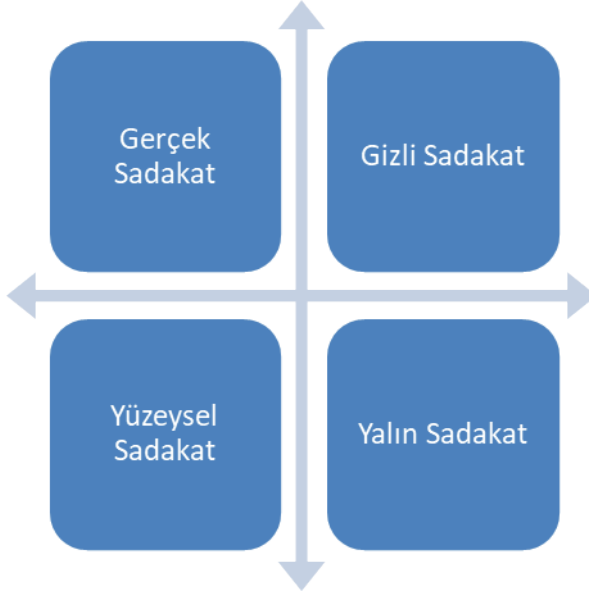 Gerçek
Sadakat
Gizli Sadakat
Yüzeysel
Sadakat
Yalın Sadakat